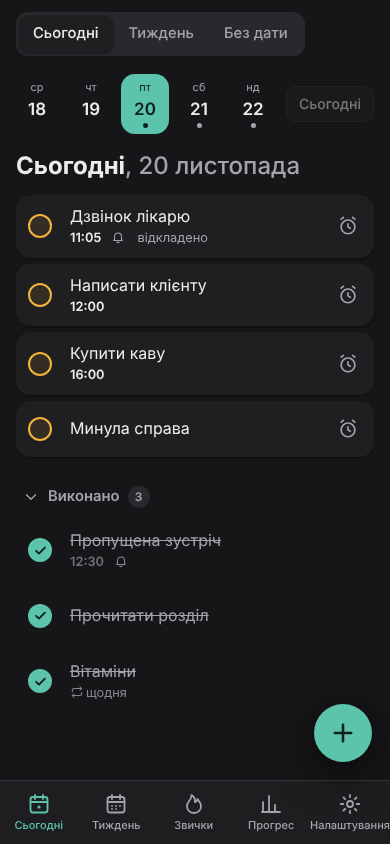 Сьогодні Тиждень Без дати
ср чт пт сб нд
18 19 20 21 22 Сьогодні
Сьогодні, 20 листопада
Дзвінок лікарю
11:05 відкладено
Написати клієнту
12:00
Купити каву
16:00
Минула справа
Виконано 3
Пропущена зустріч
12:30
Прочитати розділ
Вітаміни
щодня
Сьогодні Тиждень Звички Прогрес Налаштування